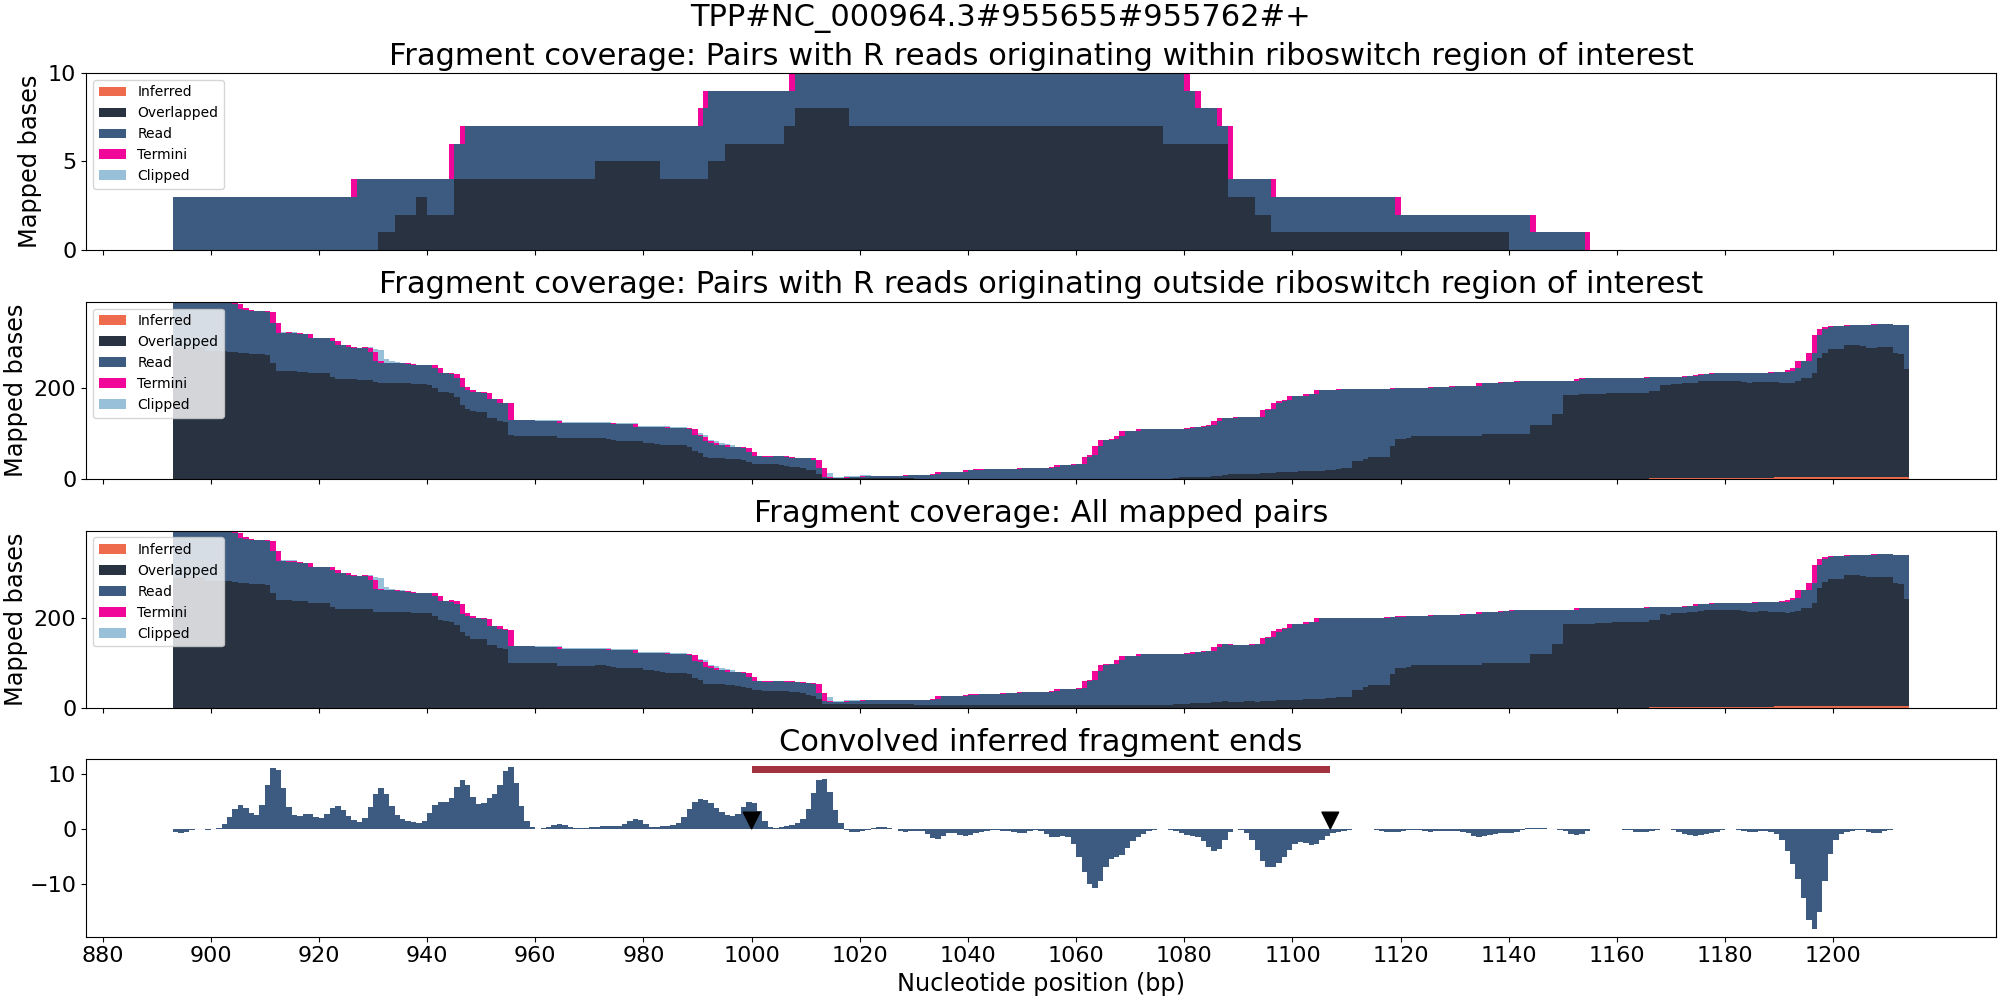 TPP#NC_000964.3#955655#955762#+
Fragment coverage: Pairs with R reads originating within riboswitch region of interest
Mapped bases
10
5
0
Inferred
Overlapped
Read
Termini
Clipped
Fragment coverage: Pairs with R reads originating outside riboswitch region of interest
Mapped bases
200
0
Inferred
Overlapped
Read
Termini
Clipped
Fragment coverage: All mapped pairs
Mapped bases
200
0
Inferred
Overlapped
Read
Termini
Clipped
Convolved inferred fragment ends
10
0
−10
880 900 920 940 960 980 1000 1020 1040 1060 1080 1100 1120 1140 1160 1180 1200
Nucleotide position (bp)